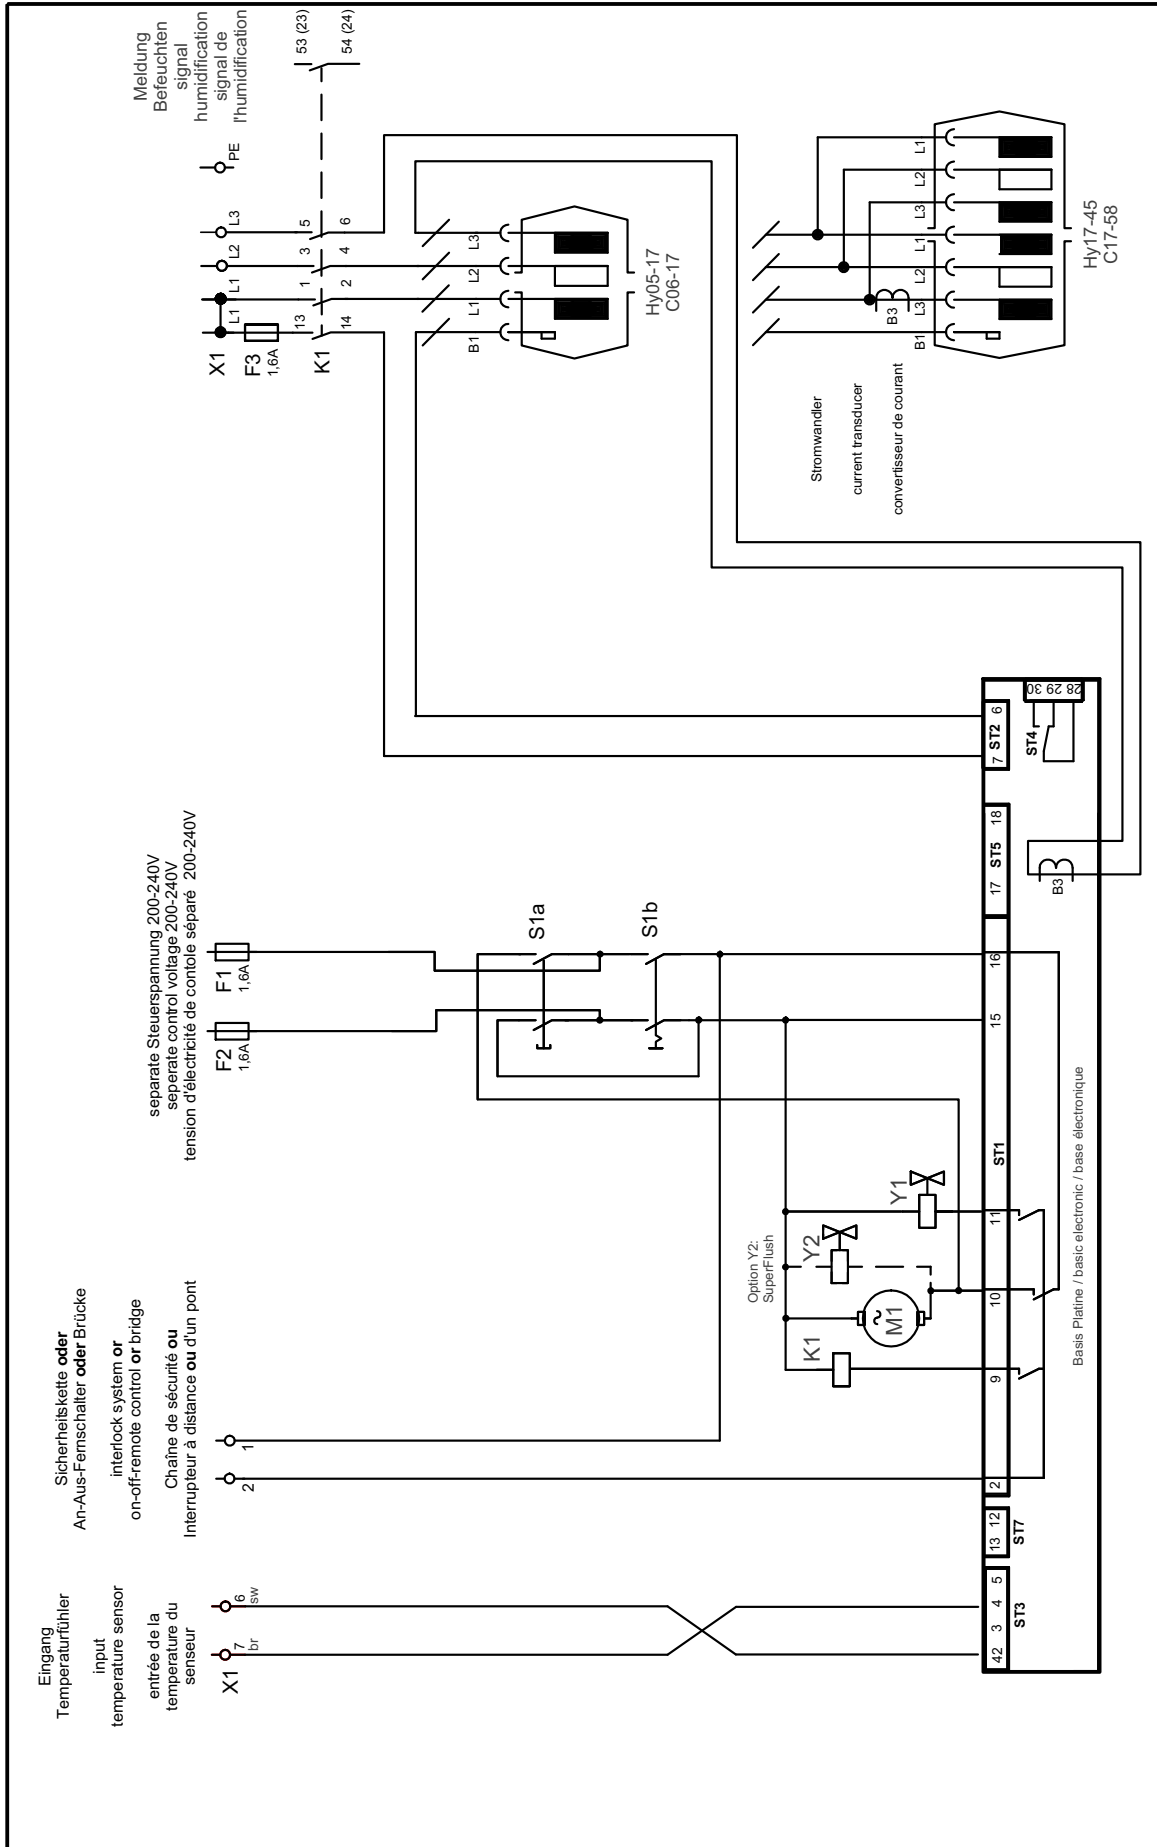 Eingang
Temperaturfühler
input
temperature sensor
entrée de la
temperature du
senseur
X1
7
br
6
sw
Sicherheitskette oder
An-Aus-Fernschalter oder Brücke
interlock system or
on-off-remote control or bridge
Chaîne de sécurité ou
Interrupteur à distance ou d'un pont
2
1
separate Steuerspannung 200-240V
seperate control voltage 200-240V
tension d'électricité de contole séparé 200-240V
F2
1,6A
F1
1,6A
S1a
S1b
Option Y2:
SuperFlush
K1
M1
Y2
Y1
X1
L1
L1
L2
L3
PE
F3
1,6A
K1
13
1
3
5
14
2
4
6
Meldung
Befeuchten
signal
humidification
signal de
l'humidification
53 (23)
54 (24)
B1
L1
L2
L3
Hy05-17
C06-17
B1
B3
L3
L2
L1
L3
L2
L1
Hy17-45
C17-58
Stromwandler
current transducer
convertisseur de courant
42 3 4 5
ST3
13 12
ST7
2
9
10
11
ST1
15
16
17 ST5 18
7 ST2 6
ST4
28 29 30
B3
Basis Platine / basic electronic / base électronique